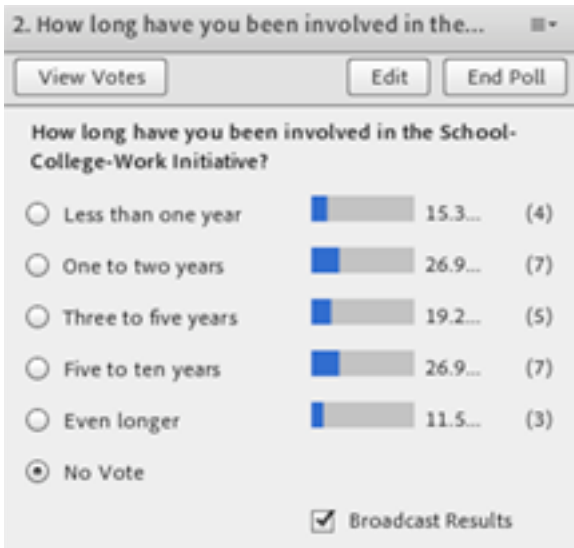 2. How long have you been involved in the...
View Votes Edit End Poll
How long have you been involved in the School-
College-Work Initiative?
Less than one year 15.3... (4)
One to two years 26.9... (7)
Three to five years 19.2... (5)
Five to ten years 26.9... (7)
Even longer 11.5... (3)
No Vote
Broadcast Results